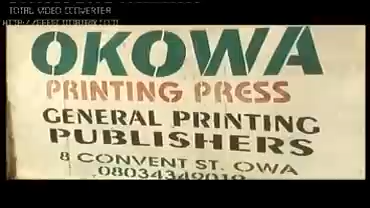 TOTAL VIDEO CONVERTER
OKOWA
PRINTING PRESS
GENERAL PRINTING
PUBLISHERS
8 CONVENT ST. OWA